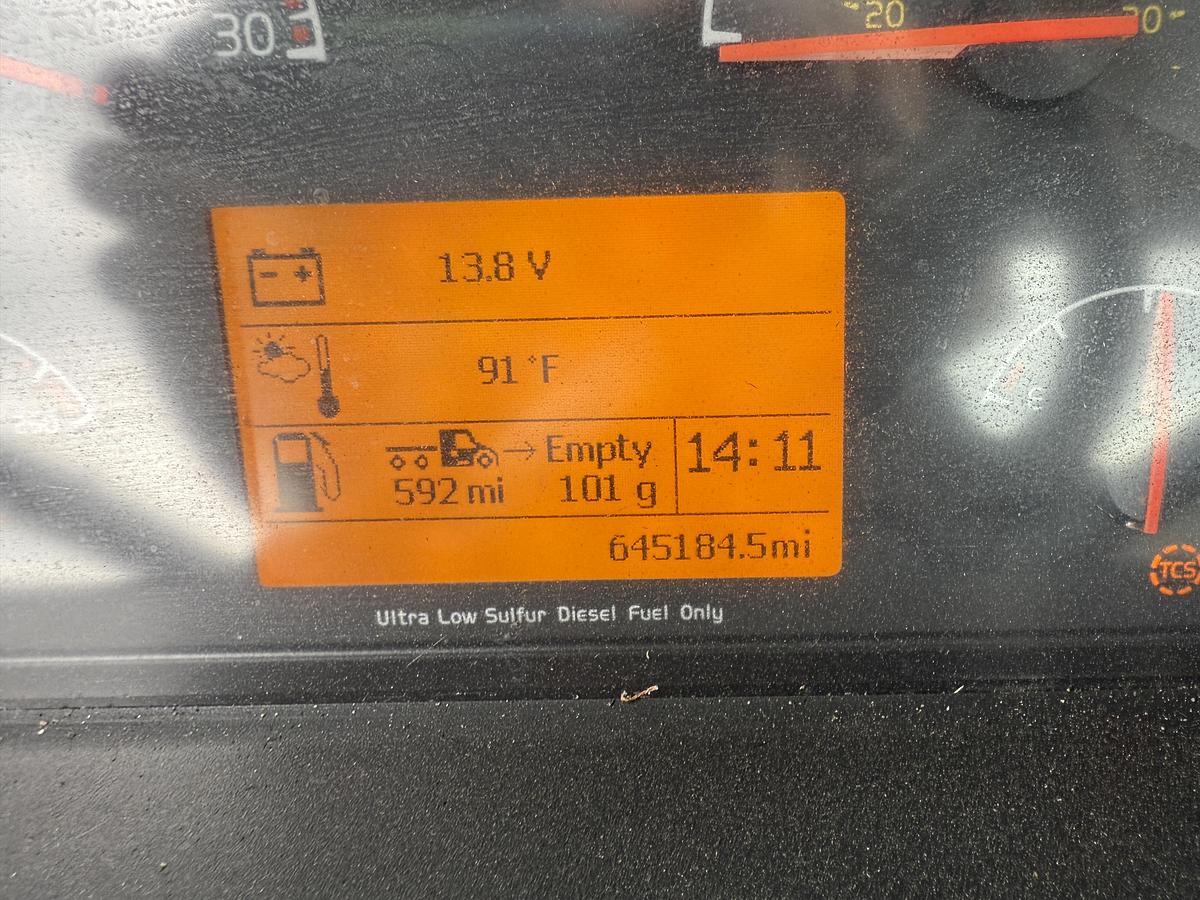 30
20
13.8 V
91 °F
→ Empty
592 mi 101 g
14:11
645184.5mi
TCS
Ultra Low Sulfur Diesel Fuel Only